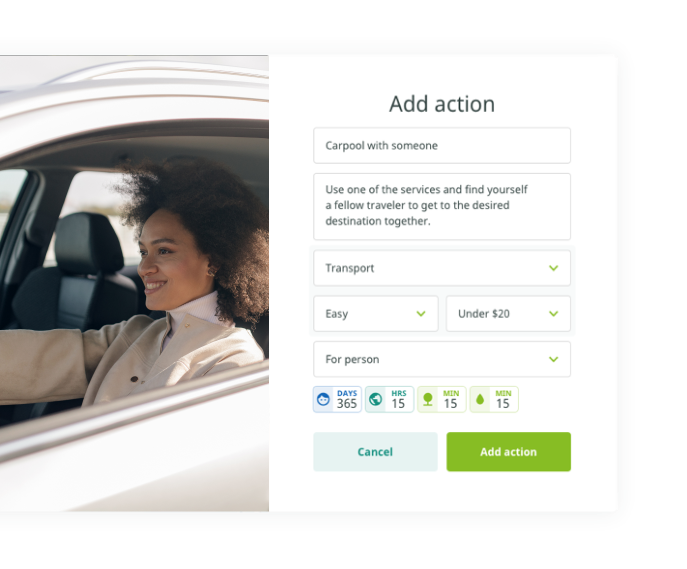 Add action
Carpool with someone
Use one of the services and find yourself
a fellow traveler to get to the desired
destination together.
Transport
Easy
Under $20
For person
DAYS
365
HRS
15
MIN
15
MIN
15
Cancel
Add action